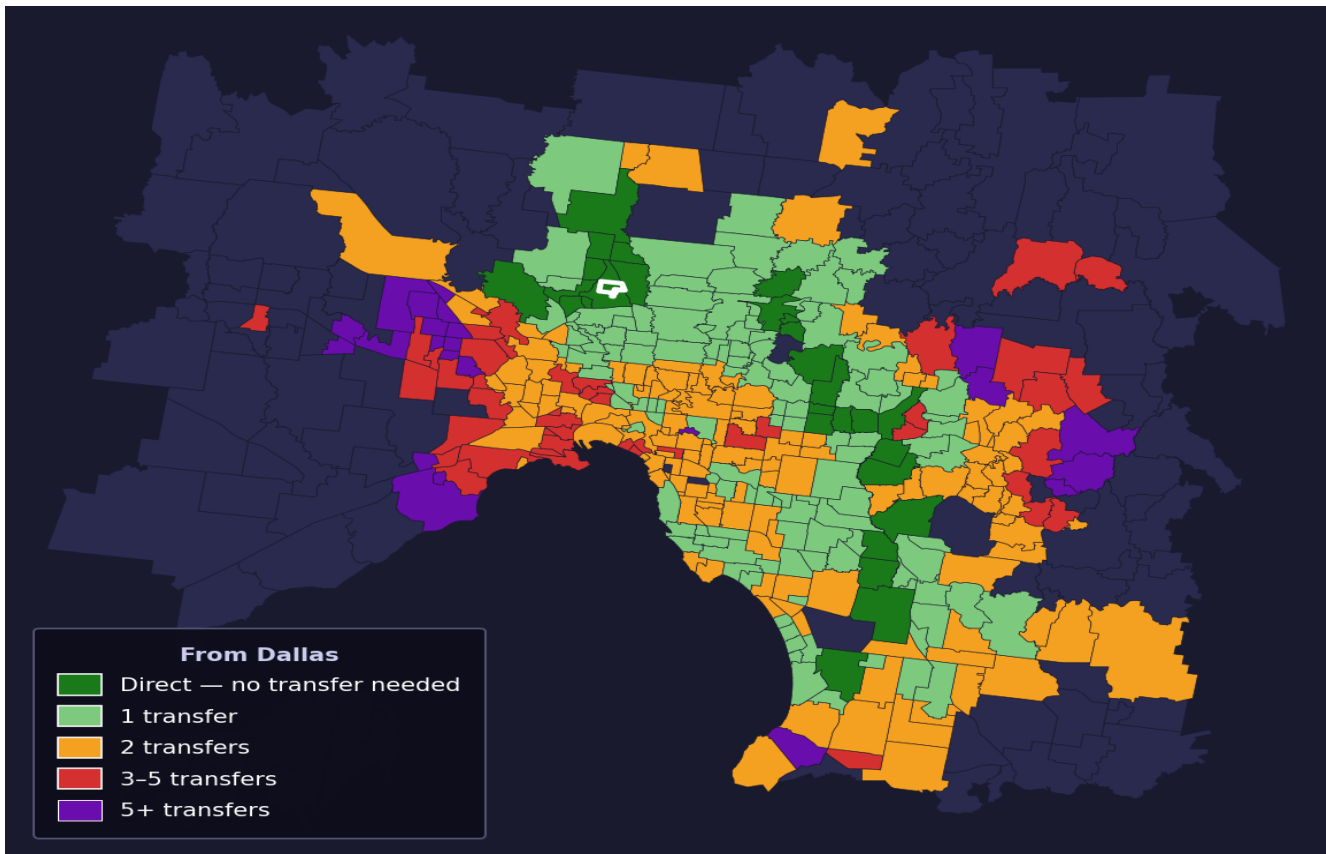 From Dallas
Direct — no transfer needed
1 transfer
2 transfers
3–5 transfers
5+ transfers